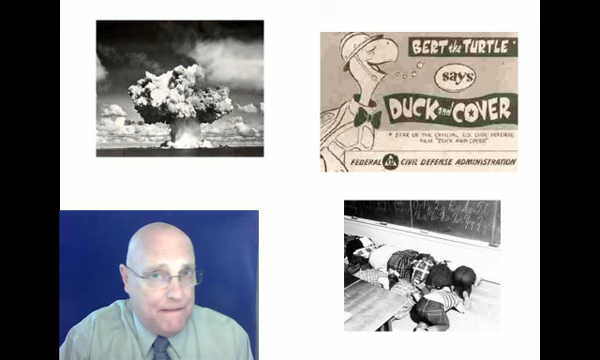 BERT the TURTLE
says
DUCK and COVER
STAR OF THE OFFICIAL U.S. CIVIL DEFENSE
FILM "DUCK AND COVER"
FEDERAL CD CIVIL DEFENSE ADMINISTRATION